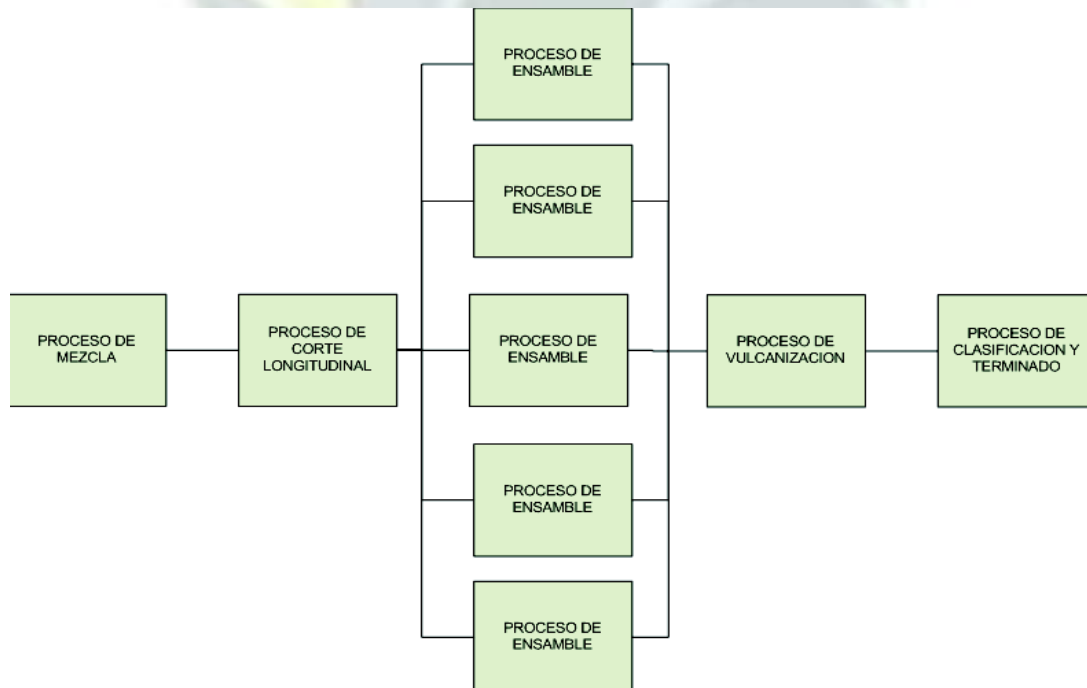 PROCESO DE
MEZCLA
PROCESO DE
CORTE
LONGITUDINAL
PROCESO DE
ENSAMBLE
PROCESO DE
ENSAMBLE
PROCESO DE
ENSAMBLE
PROCESO DE
ENSAMBLE
PROCESO DE
ENSAMBLE
PROCESO DE
VULCANIZACION
PROCESO DE
CLASIFICACION Y
TERMINADO